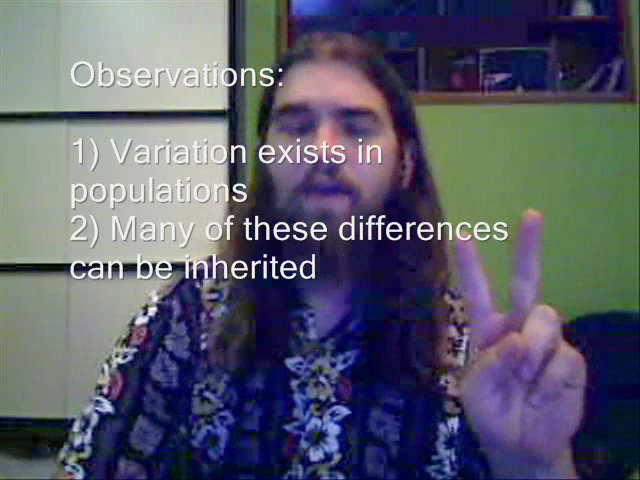 Observations:
1) Variation exists in
populations
2) Many of these differences
can be inherited